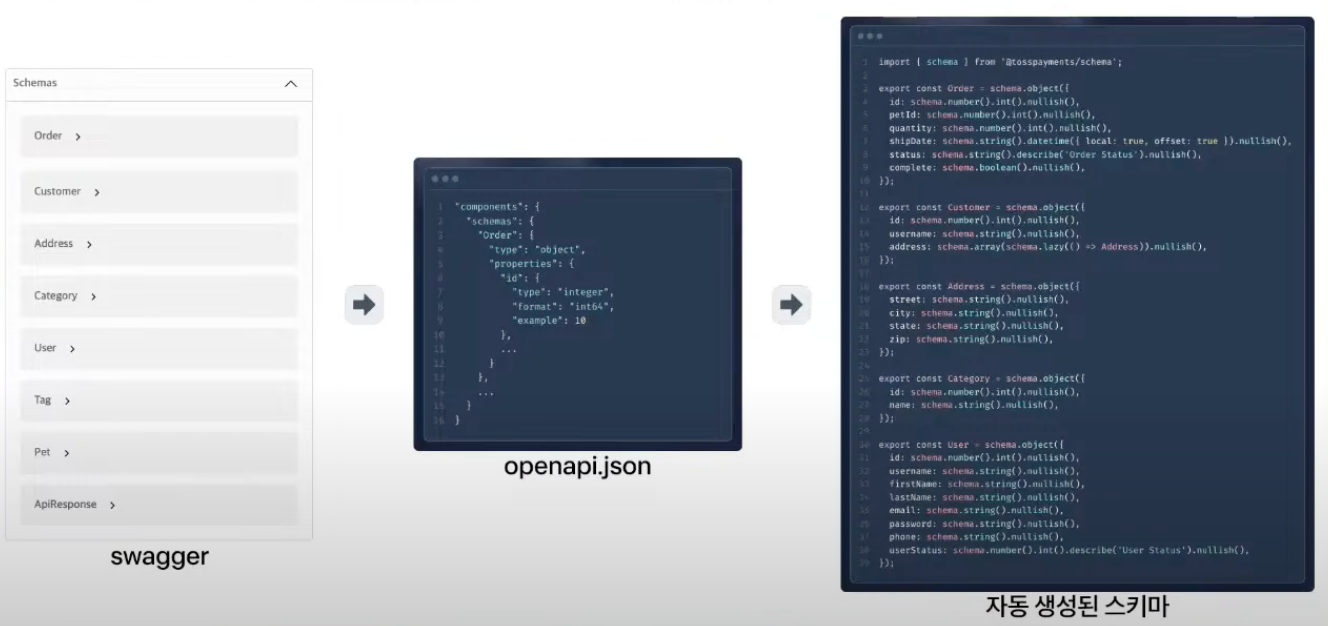 Schemas
Order
Customer
Address
Category
User
Tag
Pet
ApiResponse
swagger
1 "components": {
2 "schemas": {
3 "Order": {
4 "type": "object",
5 "properties": {
6 "id": {
7 "type": "integer",
8 "format": "int64",
9 "example": 10
10 },
11 ...
12 }
13 },
14 ...
15 }
16 }
openapi.json
1 import { schema } from '@tosspayments/schema';
2
3 export const Order = schema.object({
4 id: schema.number().int().nullish(),
5 petId: schema.number().int().nullish(),
6 quantity: schema.number().int().nullish(),
7 shipDate: schema.string().datetime({ local: true, offset: true }).nullish(),
8 status: schema.string().describe('Order Status').nullish(),
9 complete: schema.boolean().nullish(),
10 });
11
12 export const Customer = schema.object({
13 id: schema.number().int().nullish(),
14 username: schema.string().nullish(),
15 address: schema.array(schema.lazy(() => Address)).nullish(),
16 });
17
18 export const Address = schema.object({
19 street: schema.string().nullish(),
20 city: schema.string().nullish(),
21 state: schema.string().nullish(),
22 zip: schema.string().nullish(),
23 });
24
25 export const Category = schema.object({
26 id: schema.number().int().nullish(),
27 name: schema.string().nullish(),
28 });
29
30 export const User = schema.object({
31 id: schema.number().int().nullish(),
32 username: schema.string().nullish(),
33 firstName: schema.string().nullish(),
34 lastName: schema.string().nullish(),
35 email: schema.string().nullish(),
36 password: schema.string().nullish(),
37 phone: schema.string().nullish(),
38 userStatus: schema.number().int().describe('User Status').nullish(),
39 });
자동 생성된 스키마